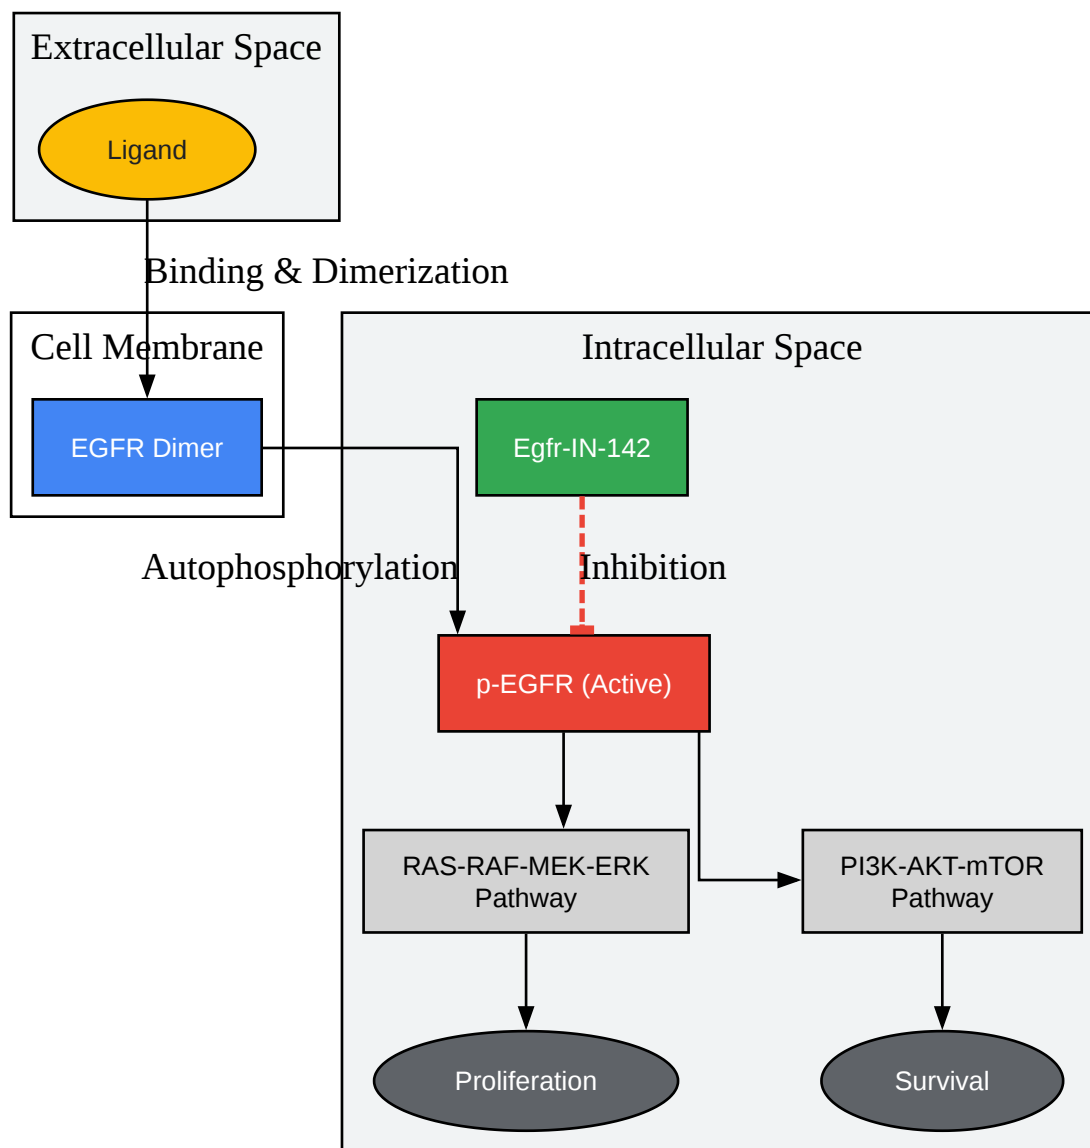 Extracellular Space
Ligand
Binding & Dimerization
Cell Membrane
Intracellular Space
EGFR Dimer
Egfr-IN-142
Autophosphorylation
Inhibition
p-EGFR (Active)
RAS-RAF-MEK-ERK
Pathway
PI3K-AKT-mTOR
Pathway
Proliferation
Survival